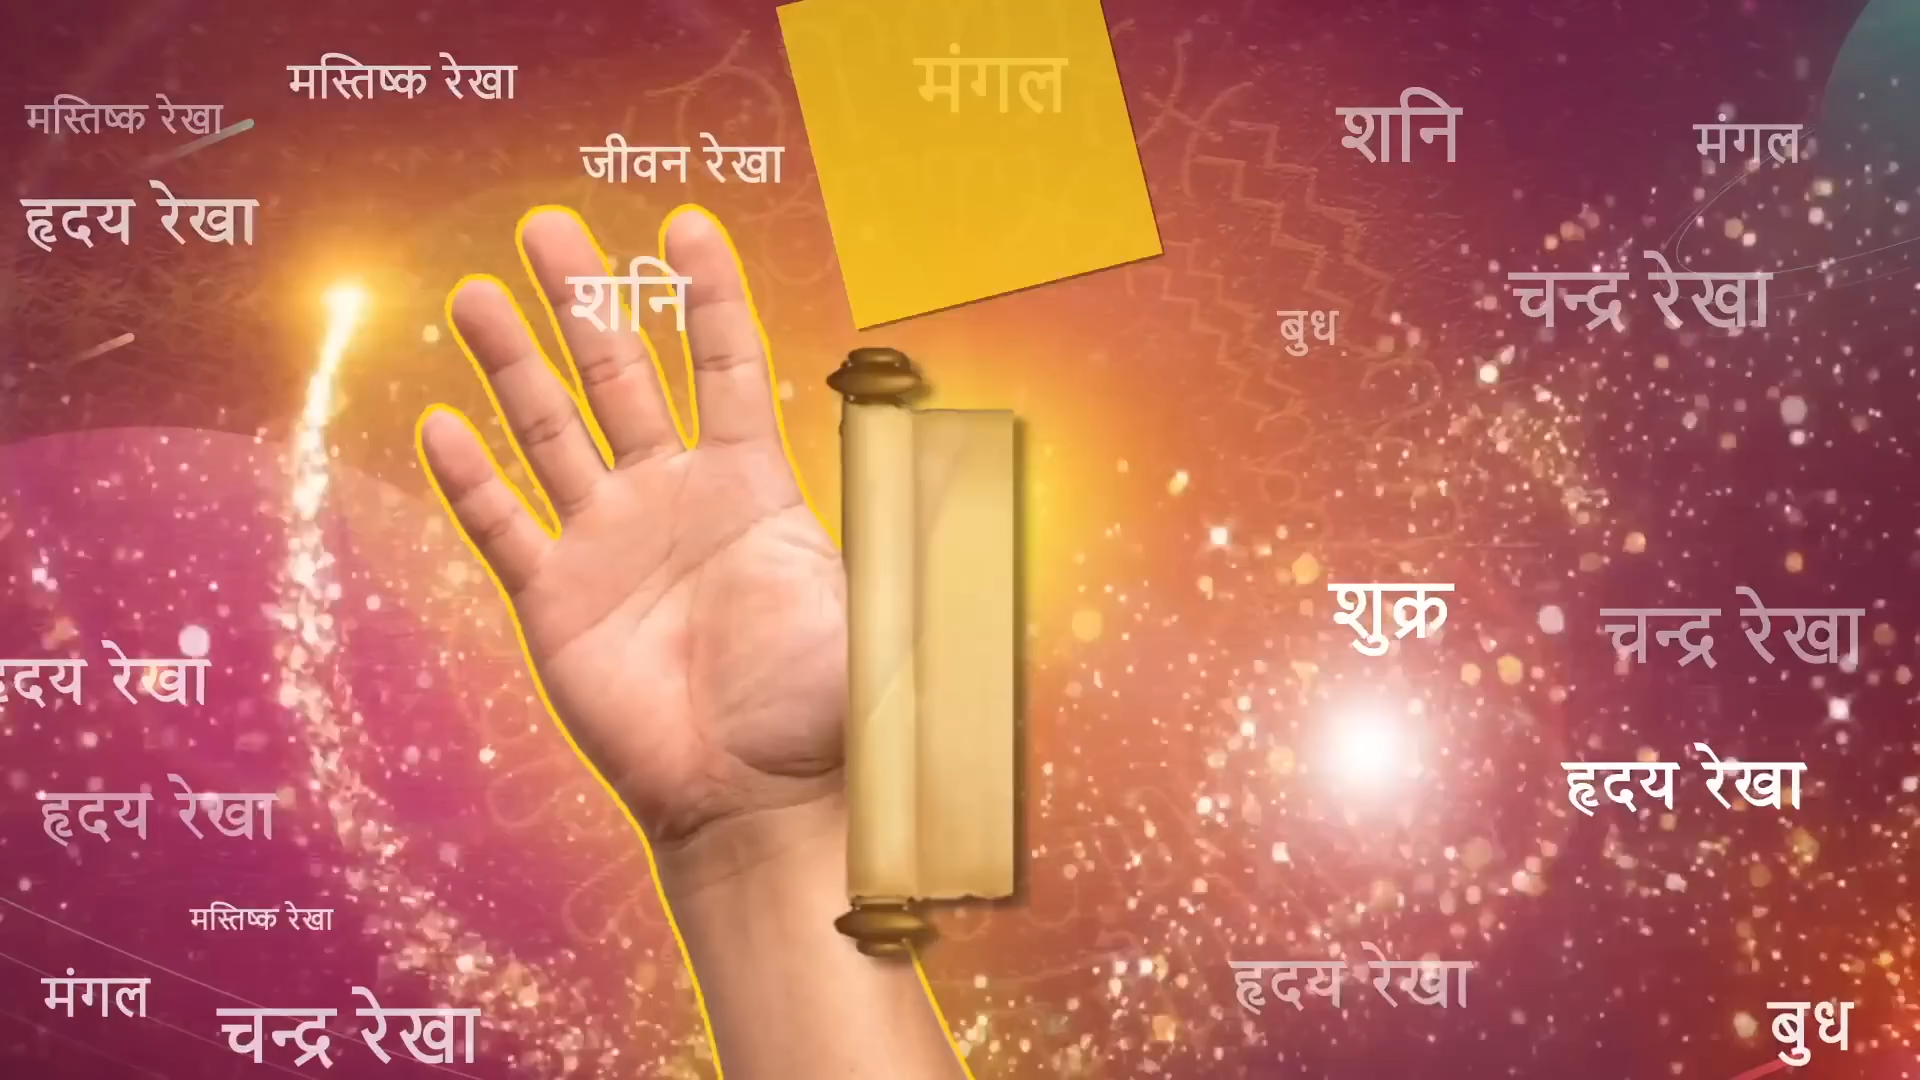 मस्तिष्क रेखा
मस्तिष्क रेखा
मंगल
शनि
मंगल
जीवन रेखा
हृदय रेखा
शनि
चन्द्र रेखा
बुध
शुक्र
चन्द्र रेखा
हृदय रेखा
हृदय रेखा
हृदय रेखा
मस्तिष्क रेखा
हृदय रेखा
मंगल
चन्द्र रेखा
बुध